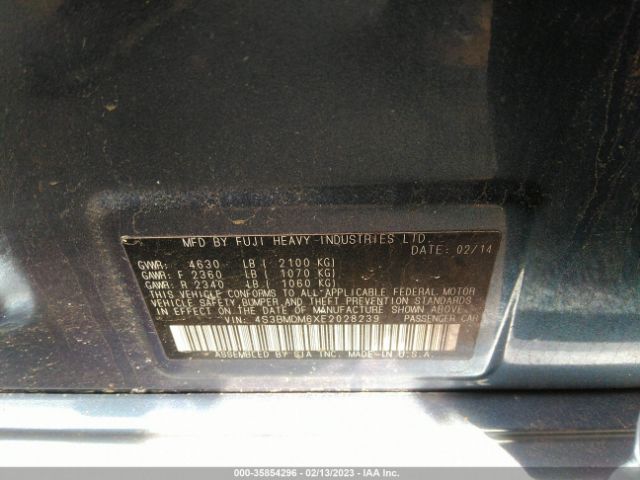 MFD BY FUJI HEAVY INDUSTRIES LTD.
DATE: 02/14
GVWR: 4630 LB ( 2100 KG)
GAWR: F 2360 LB ( 1070 KG)
GAWR: R 2340 LB ( 1060 KG)
THIS VEHICLE CONFORMS TO ALL APPLICABLE FEDERAL MOTOR
VEHICLE SAFETY, BUMPER AND THEFT PREVENTION STANDARDS
IN EFFECT ON THE DATE OF MANUFACTURE SHOWN ABOVE.
VIN: 4S3BMDM6XE2028239 PASSENGER CAR
ASSEMBLED BY SIA INC. MADE IN U.S.A.
000-35854296 - 02/13/2023 - IAA Inc.